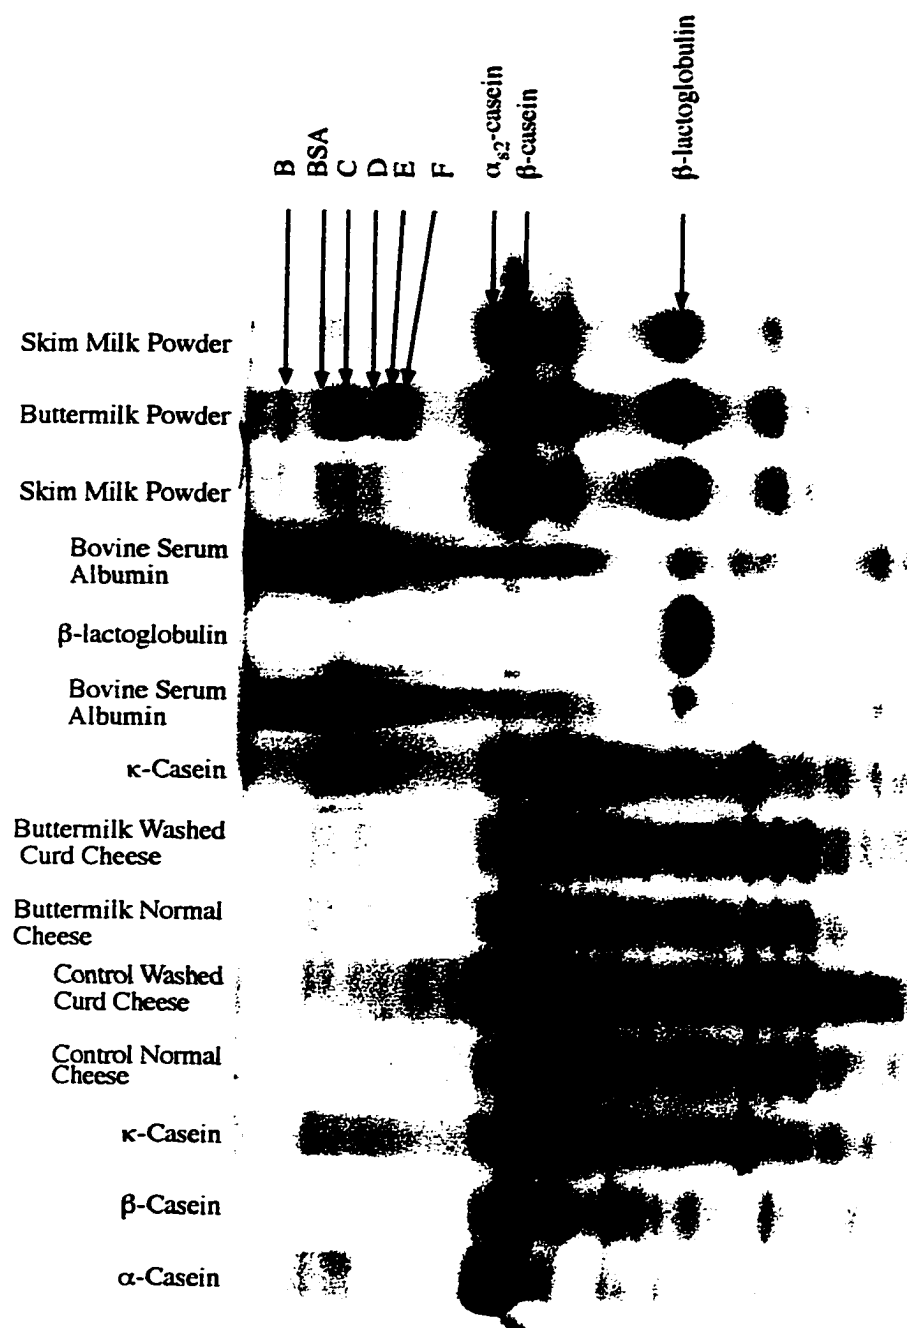 B
BSA
C
D
E
F
αs2-casein
β-casein
β-lactoglobulin
Skim Milk Powder
Buttermilk Powder
Skim Milk Powder
Bovine Serum
Albumin
β-lactoglobulin
Bovine Serum
Albumin
κ-Casein
Buttermilk Washed
Curd Cheese
Buttermilk Normal
Cheese
Control Washed
Curd Cheese
Control Normal
Cheese
κ-Casein
β-Casein
α-Casein